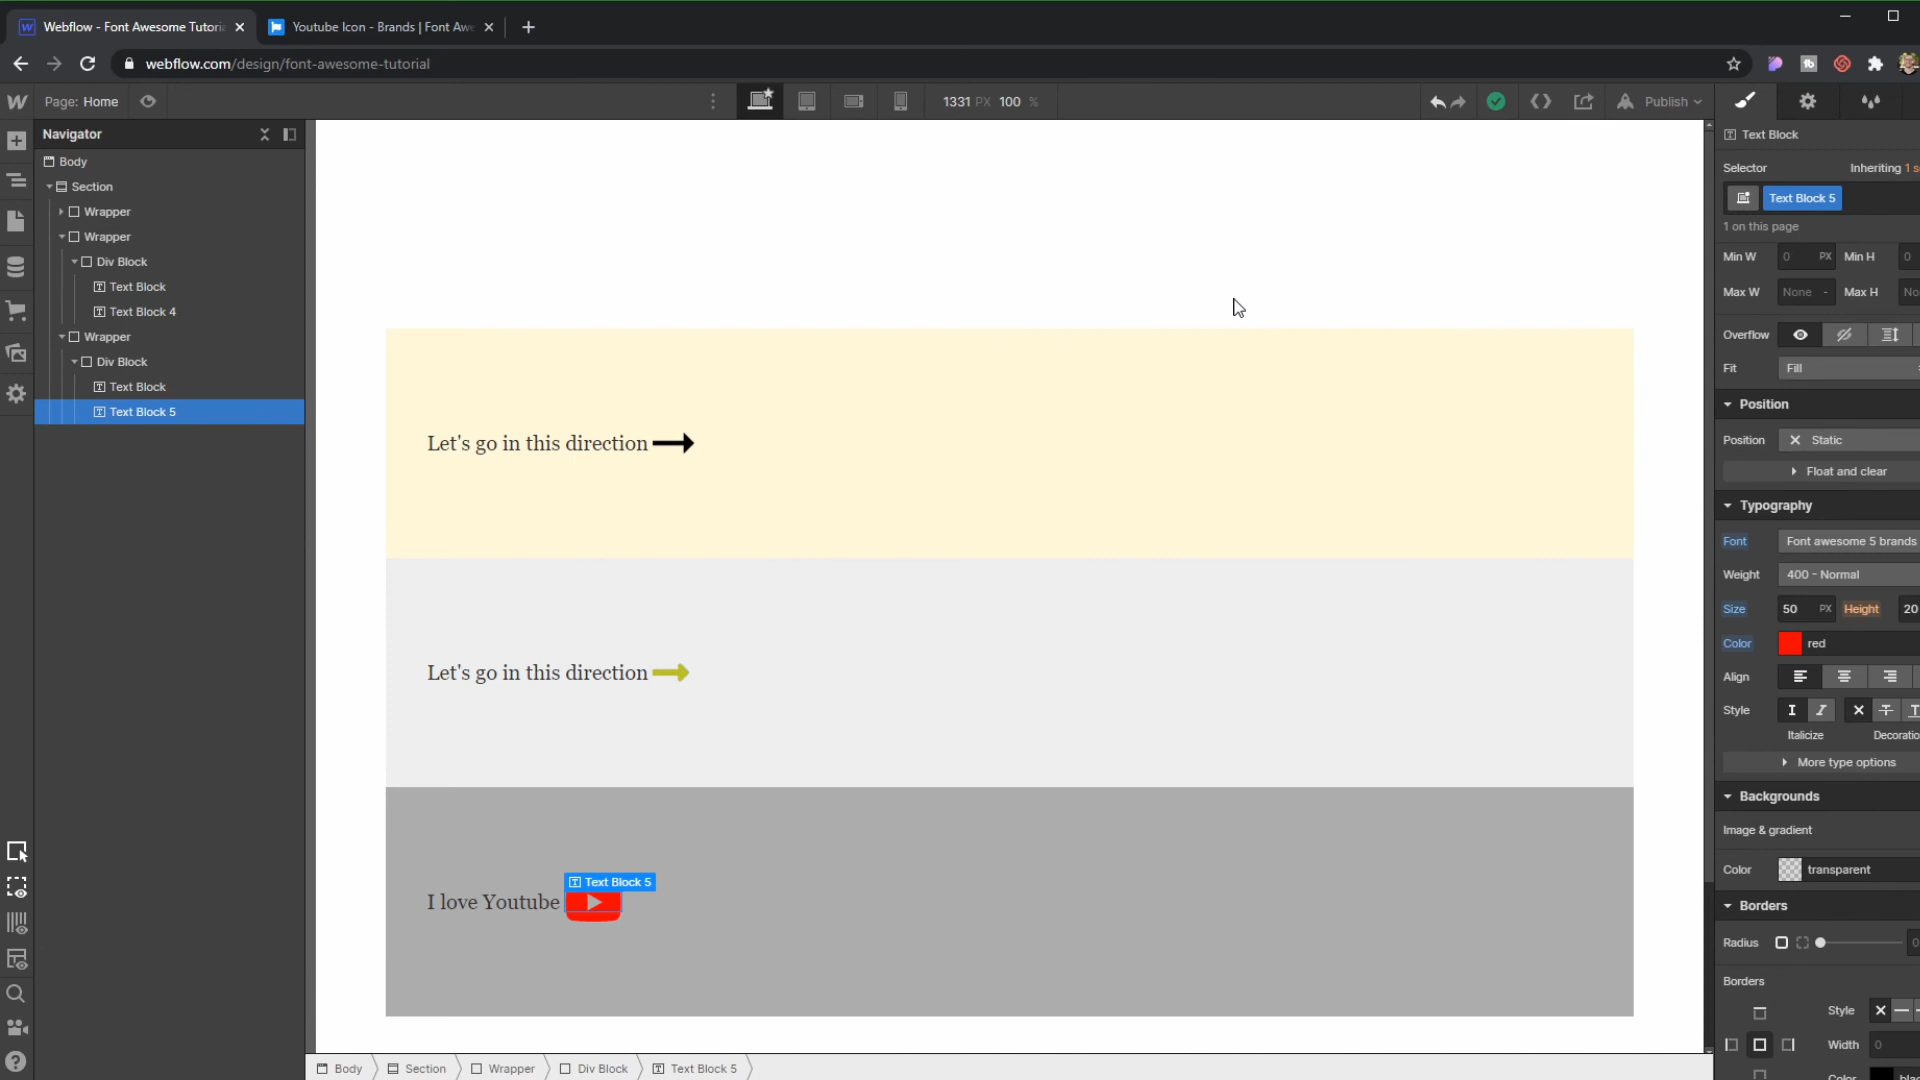 Webflow - Font Awesome Tutori
Youtube Icon - Brands | Font Awe
webflow.com/design/font-awesome-tutorial
Page: Home
1331 PX 100 %
Publish
Navigator
Body
Section
Wrapper
Wrapper
Div Block
Text Block
Text Block 4
Wrapper
Div Block
Text Block
Text Block 5
Let's go in this direction
Let's go in this direction
Text Block 5
I love Youtube
Body
Section
Wrapper
Div Block
Text Block 5
Text Block
Selector
Inheriting 1 s
Text Block 5
1 on this page
Min W 0 PX Min H 0
Max W None - Max H No
Overflow
Fit Fill
Position
Position Static
Float and clear
Typography
Font Font awesome 5 brands
Weight 400 - Normal
Size 50 PX Height 20
Color red
Align
Style
Italicize Decoratio
More type options
Backgrounds
Image & gradient
Color transparent
Borders
Radius 0
Borders
Style
Width 0
Color blac